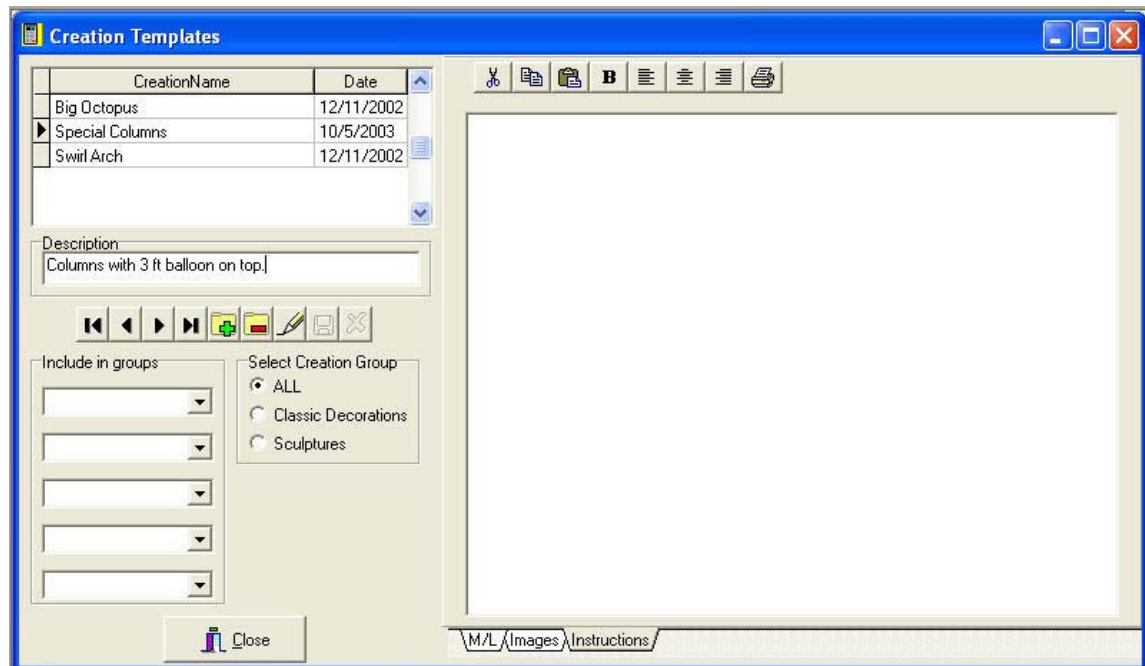 Creation Templates
CreationName Date
Big Octopus 12/11/2002
Special Columns 10/5/2003
Swirl Arch 12/11/2002
Description
Columns with 3 ft balloon on top.
Include in groups
Select Creation Group
ALL
Classic Decorations
Sculptures
Close
B
M/L Images Instructions